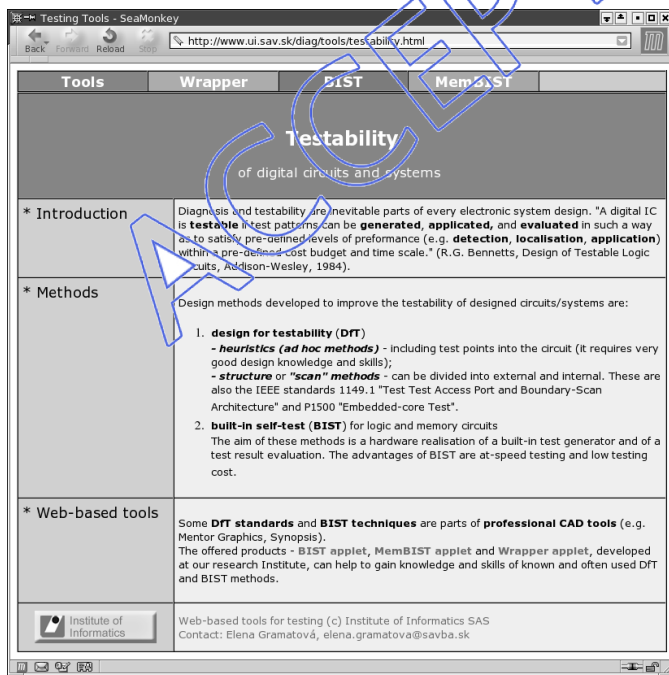 Testing Tools - SeaMonkey
Back Forward Reload Stop
http://www.ui.sav.sk/diag/tools/testability.html
Tools Wrapper BIST MemBIST
Testability
of digital circuits and systems
* Introduction
Diagnosis and testability are inevitable parts of every electronic system design. "A digital IC
is testable if test patterns can be generated, applicated, and evaluated in such a way
as to satisfy pre-defined levels of preformance (e.g. detection, localisation, application)
within a pre-defined cost budget and time scale." (R.G. Bennetts, Design of Testable Logic
Circuits, Addison-Wesley, 1984).
* Methods
Design methods developed to improve the testability of designed circuits/systems are:
1. design for testability (DfT)
- heuristics (ad hoc methods) - including test points into the circuit (it requires very
good design knowledge and skills);
- structure or "scan" methods - can be divided into external and internal. These are
also the IEEE standards 1149.1 "Test Test Access Port and Boundary-Scan
Architecture" and P1500 "Embedded-core Test".
2. built-in self-test (BIST) for logic and memory circuits
The aim of these methods is a hardware realisation of a built-in test generator and of a
test result evaluation. The advantages of BIST are at-speed testing and low testing
cost.
* Web-based tools
Some DfT standards and BIST techniques are parts of professional CAD tools (e.g.
Mentor Graphics, Synopsis).
The offered products - BIST applet, MemBIST applet and Wrapper applet, developed
at our research Institute, can help to gain knowledge and skills of known and often used DfT
and BIST methods.
Institute of
Informatics
Web-based tools for testing (c) Institute of Informatics SAS
Contact: Elena Gramatová, elena.gramatova@savba.sk